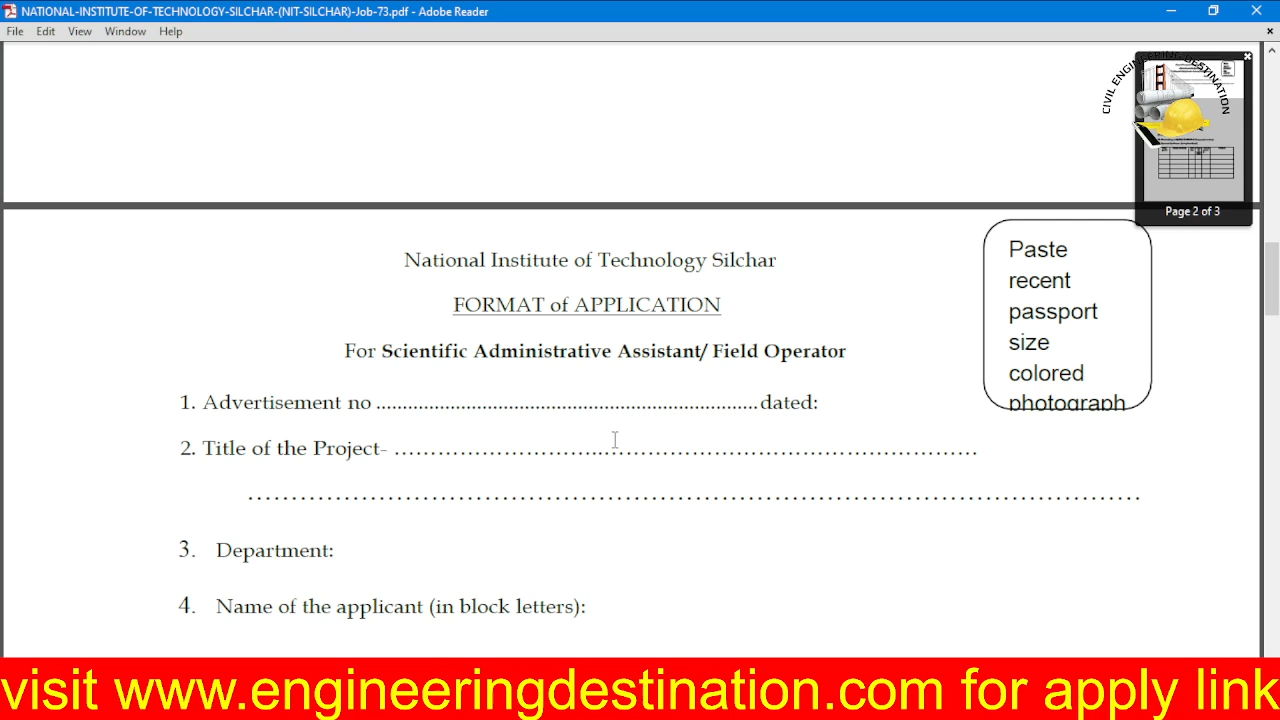 NATIONAL-INSTITUTE-OF-TECHNOLOGY-SILCHAR-(NIT-SILCHAR)-Job-73.pdf - Adobe Reader
File Edit View Window Help
CIVIL ENGINEERING DESTINATION
Page 2 of 3
National Institute of Technology Silchar
FORMAT of APPLICATION
For Scientific Administrative Assistant/ Field Operator
Paste
recent
passport
size
colored
photograph
1. Advertisement no ........................................................................dated:
2. Title of the Project- ………………………………………………………………………
……………………………………………………………………………………………………
3. Department:
4. Name of the applicant (in block letters):
visit www.engineeringdestination.com for apply link